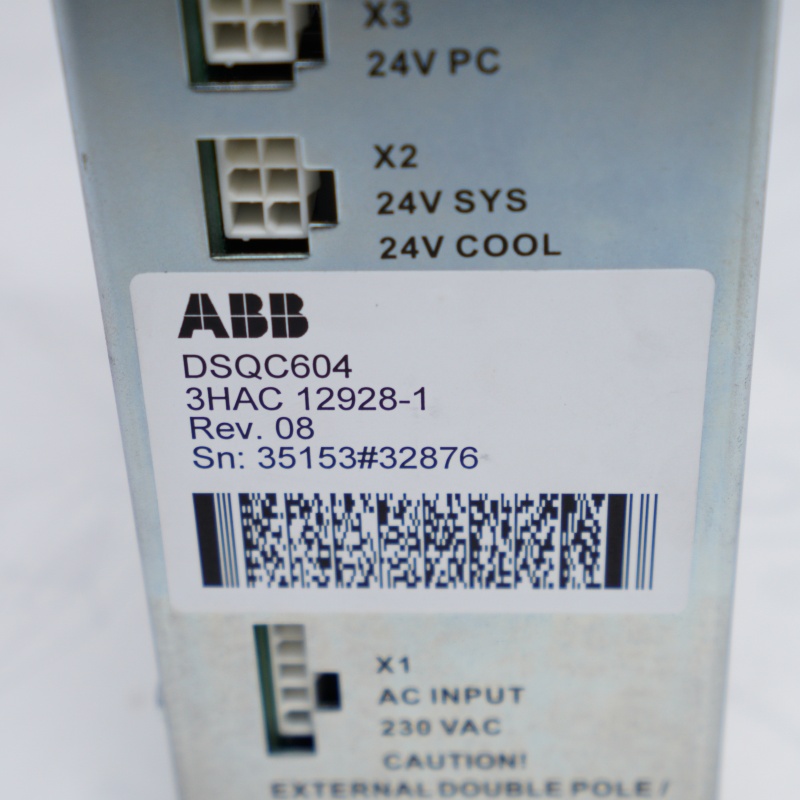 X3
24V PC
X2
24V SYS
24V COOL
ABB
DSQC604
3HAC 12928-1
Rev. 08
Sn: 35153#32876
X1
AC INPUT
230 VAC
CAUTION!
EXTERNAL DOUBLE POLE /